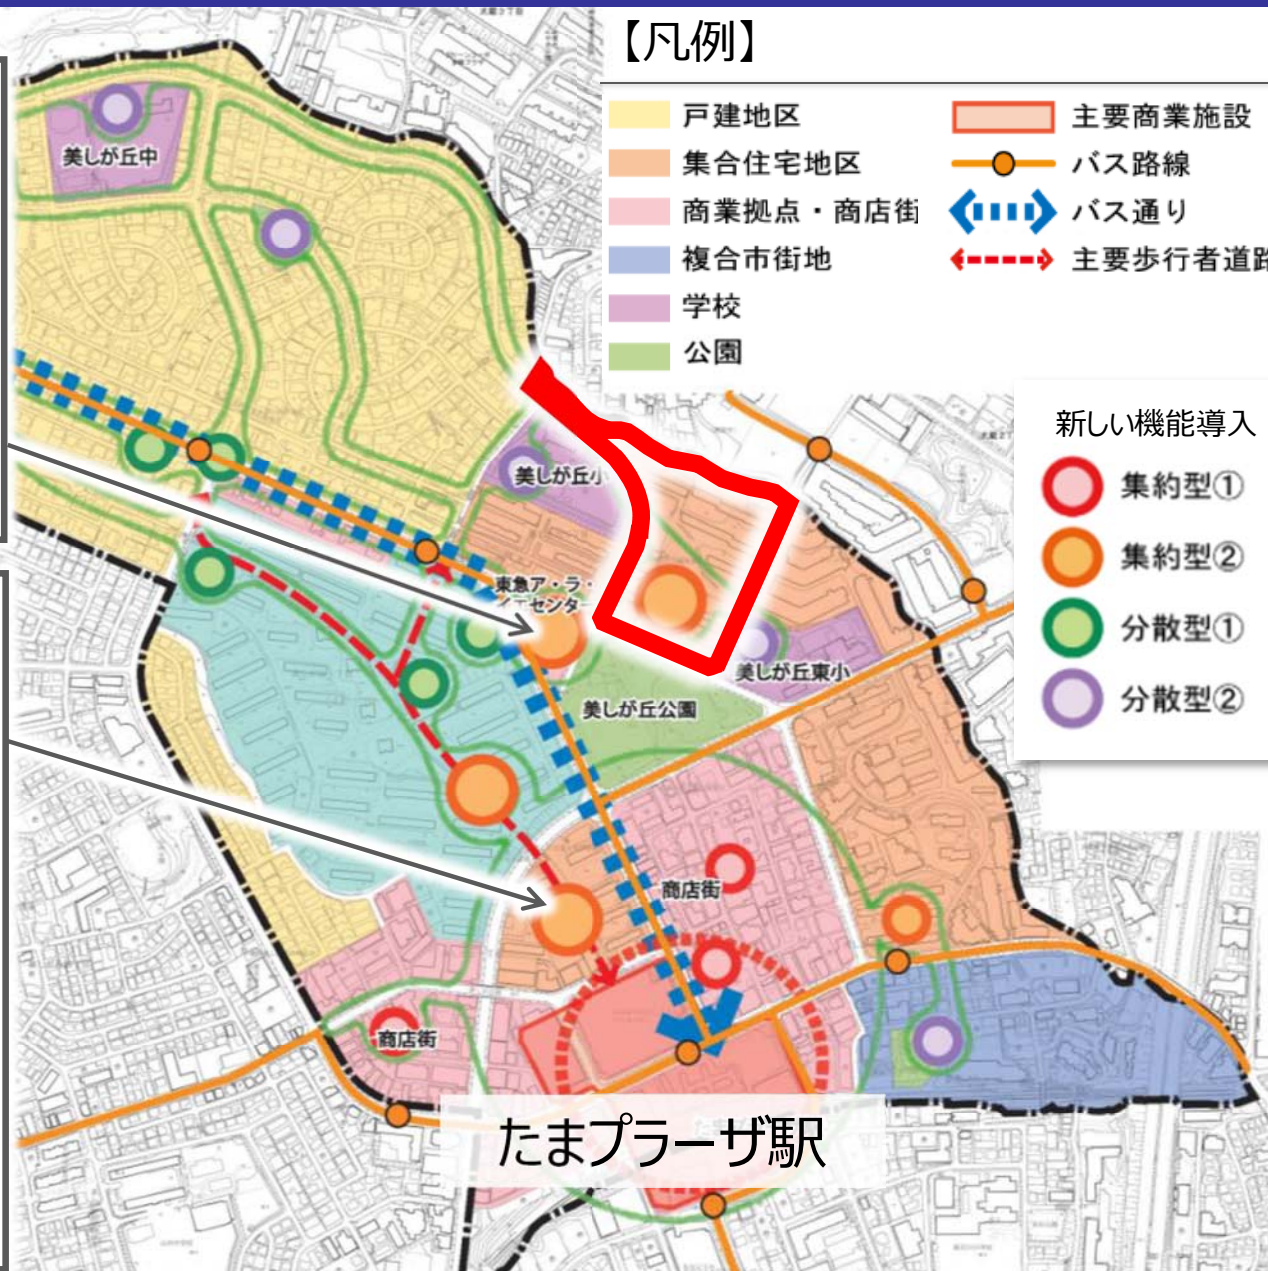 【凡例】
戸建地区
集合住宅地区
商業拠点・商店街
複合市街地
学校
公園
主要商業施設
バス路線
バス通り
主要歩行者道路
新しい機能導入
集約型①
集約型②
分散型①
分散型②
美しが丘中
美しが丘小
東急ア・ラ・
イエセンター
美しが丘東小
美しが丘公園
商店街
商店街
たまプラーザ駅